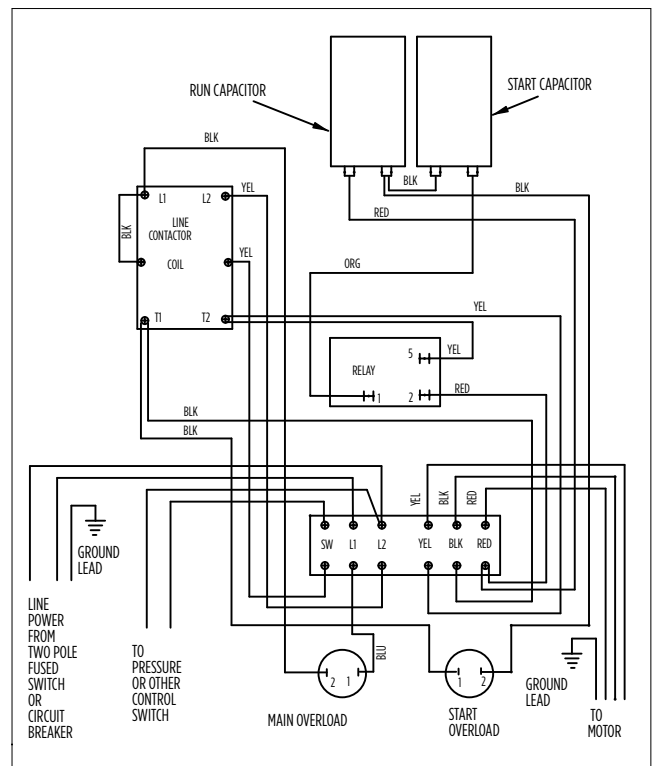 RUN CAPACITOR
START CAPACITOR
BLK
BLK
BLK
RED
L1
L2
YEL
LINE
CONTACTOR
BLK
COIL
YEL
ORG
T1
T2
YEL
5
YEL
RELAY
1
2
RED
BLK
BLK
YEL
BLK
RED
SW
L1
L2
YEL
BLK
RED
GROUND
LEAD
LINE
POWER
FROM
TWO POLE
FUSED
SWITCH
OR
CIRCUIT
BREAKER
TO
PRESSURE
OR OTHER
CONTROL
SWITCH
BLU
2
1
MAIN OVERLOAD
1
2
START
OVERLOAD
GROUND
LEAD
TO
MOTOR